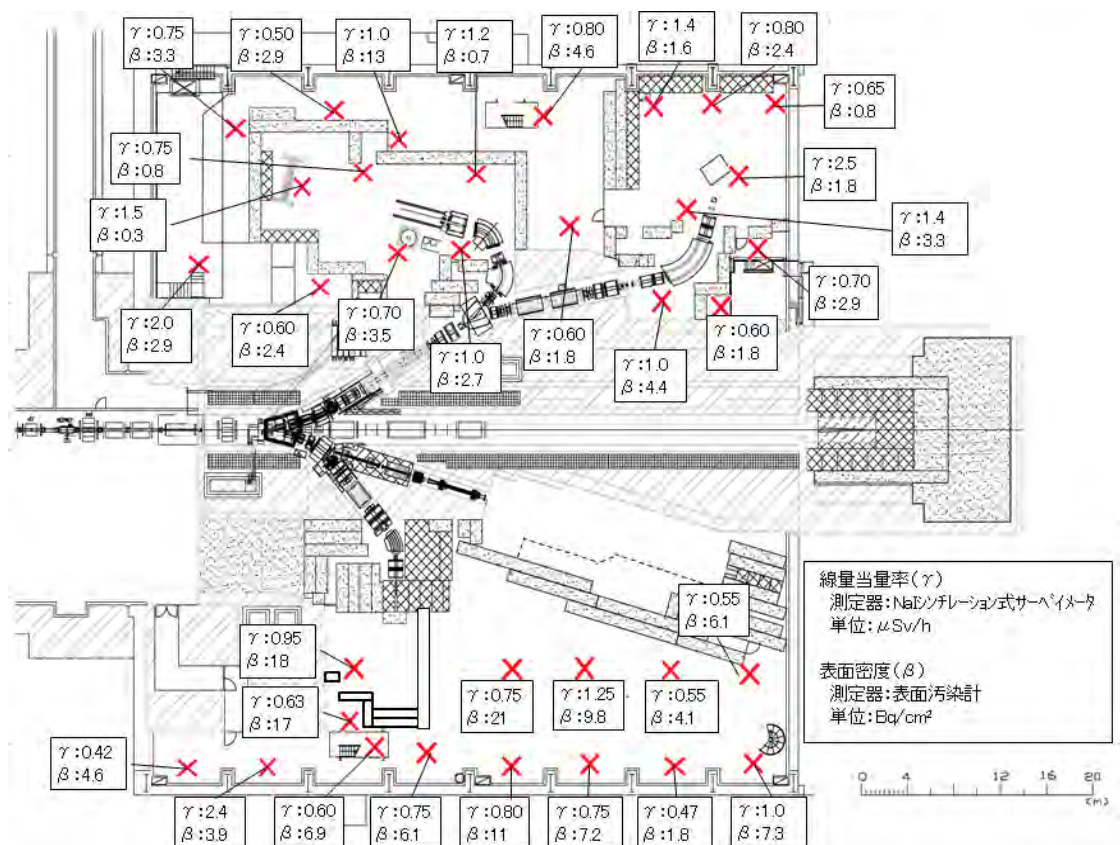 γ:0.75
β:3.3
γ:0.50
β:2.9
γ:1.0
β:13
γ:1.2
β:0.7
γ:0.80
β:4.6
γ:1.4
β:1.6
γ:0.80
β:2.4
γ:0.65
β:0.8
γ:0.75
β:0.8
γ:2.5
β:1.8
γ:1.5
β:0.3
γ:1.4
β:3.3
γ:2.0
β:2.9
γ:0.60
β:2.4
γ:0.70
β:3.5
γ:1.0
β:2.7
γ:0.60
β:1.8
γ:1.0
β:4.4
γ:0.60
β:1.8
γ:0.70
β:2.9
線量当量率(γ)
測定器:NaIシンチレーション式サーベイメータ
単位:μSv/h
表面密度(β)
測定器:表面汚染計
単位:Bq/cm²
γ:0.55
β:6.1
γ:0.95
β:18
γ:0.63
β:17
γ:0.75
β:21
γ:1.25
β:9.8
γ:0.55
β:4.1
γ:0.42
β:4.6
γ:2.4
β:3.9
γ:0.60
β:6.9
γ:0.75
β:6.1
γ:0.80
β:11
γ:0.75
β:7.2
γ:0.47
β:1.8
γ:1.0
β:7.3
0 4 12 16 20
(m)